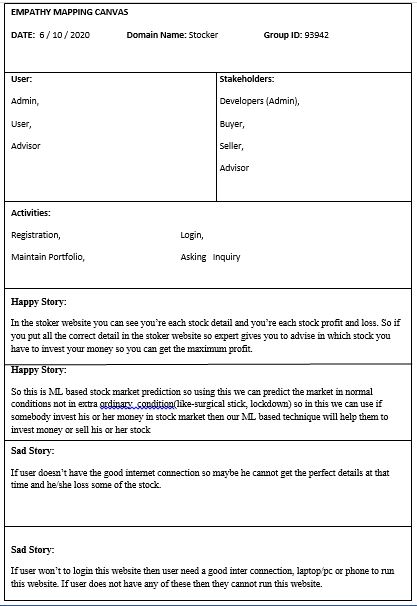 EMPATHY MAPPING CANVAS
DATE: 6 / 10 / 2020 Domain Name: Stocker Group ID: 93942
User:
Admin,
User,
Advisor
Stakeholders:
Developers (Admin),
Buyer,
Seller,
Advisor
Activities:
Registration, Login,
Maintain Portfolio, Asking Inquiry
Happy Story:
In the stoker website you can see you’re each stock detail and you’re each stock profit and loss. So if
you put all the correct detail in the stoker website so expert gives you to advise in which stock you
have to invest your money so you can get the maximum profit.
Happy Story:
So this is ML based stock market prediction so using this we can predict the market in normal
conditions not in extra ordinary condition(like-surgical stick, lockdown) so in this we can use if
somebody invest his or her money in stock market then our ML based technique will help them to
invest money or sell his or her stock
Sad Story:
If user doesn’t have the good internet connection so maybe he cannot get the perfect details at that
time and he/she loss some of the stock.
Sad Story:
If user won’t to login this website then user need a good inter connection, laptop/pc or phone to run
this website. If user does not have any of these then they cannot run this website.